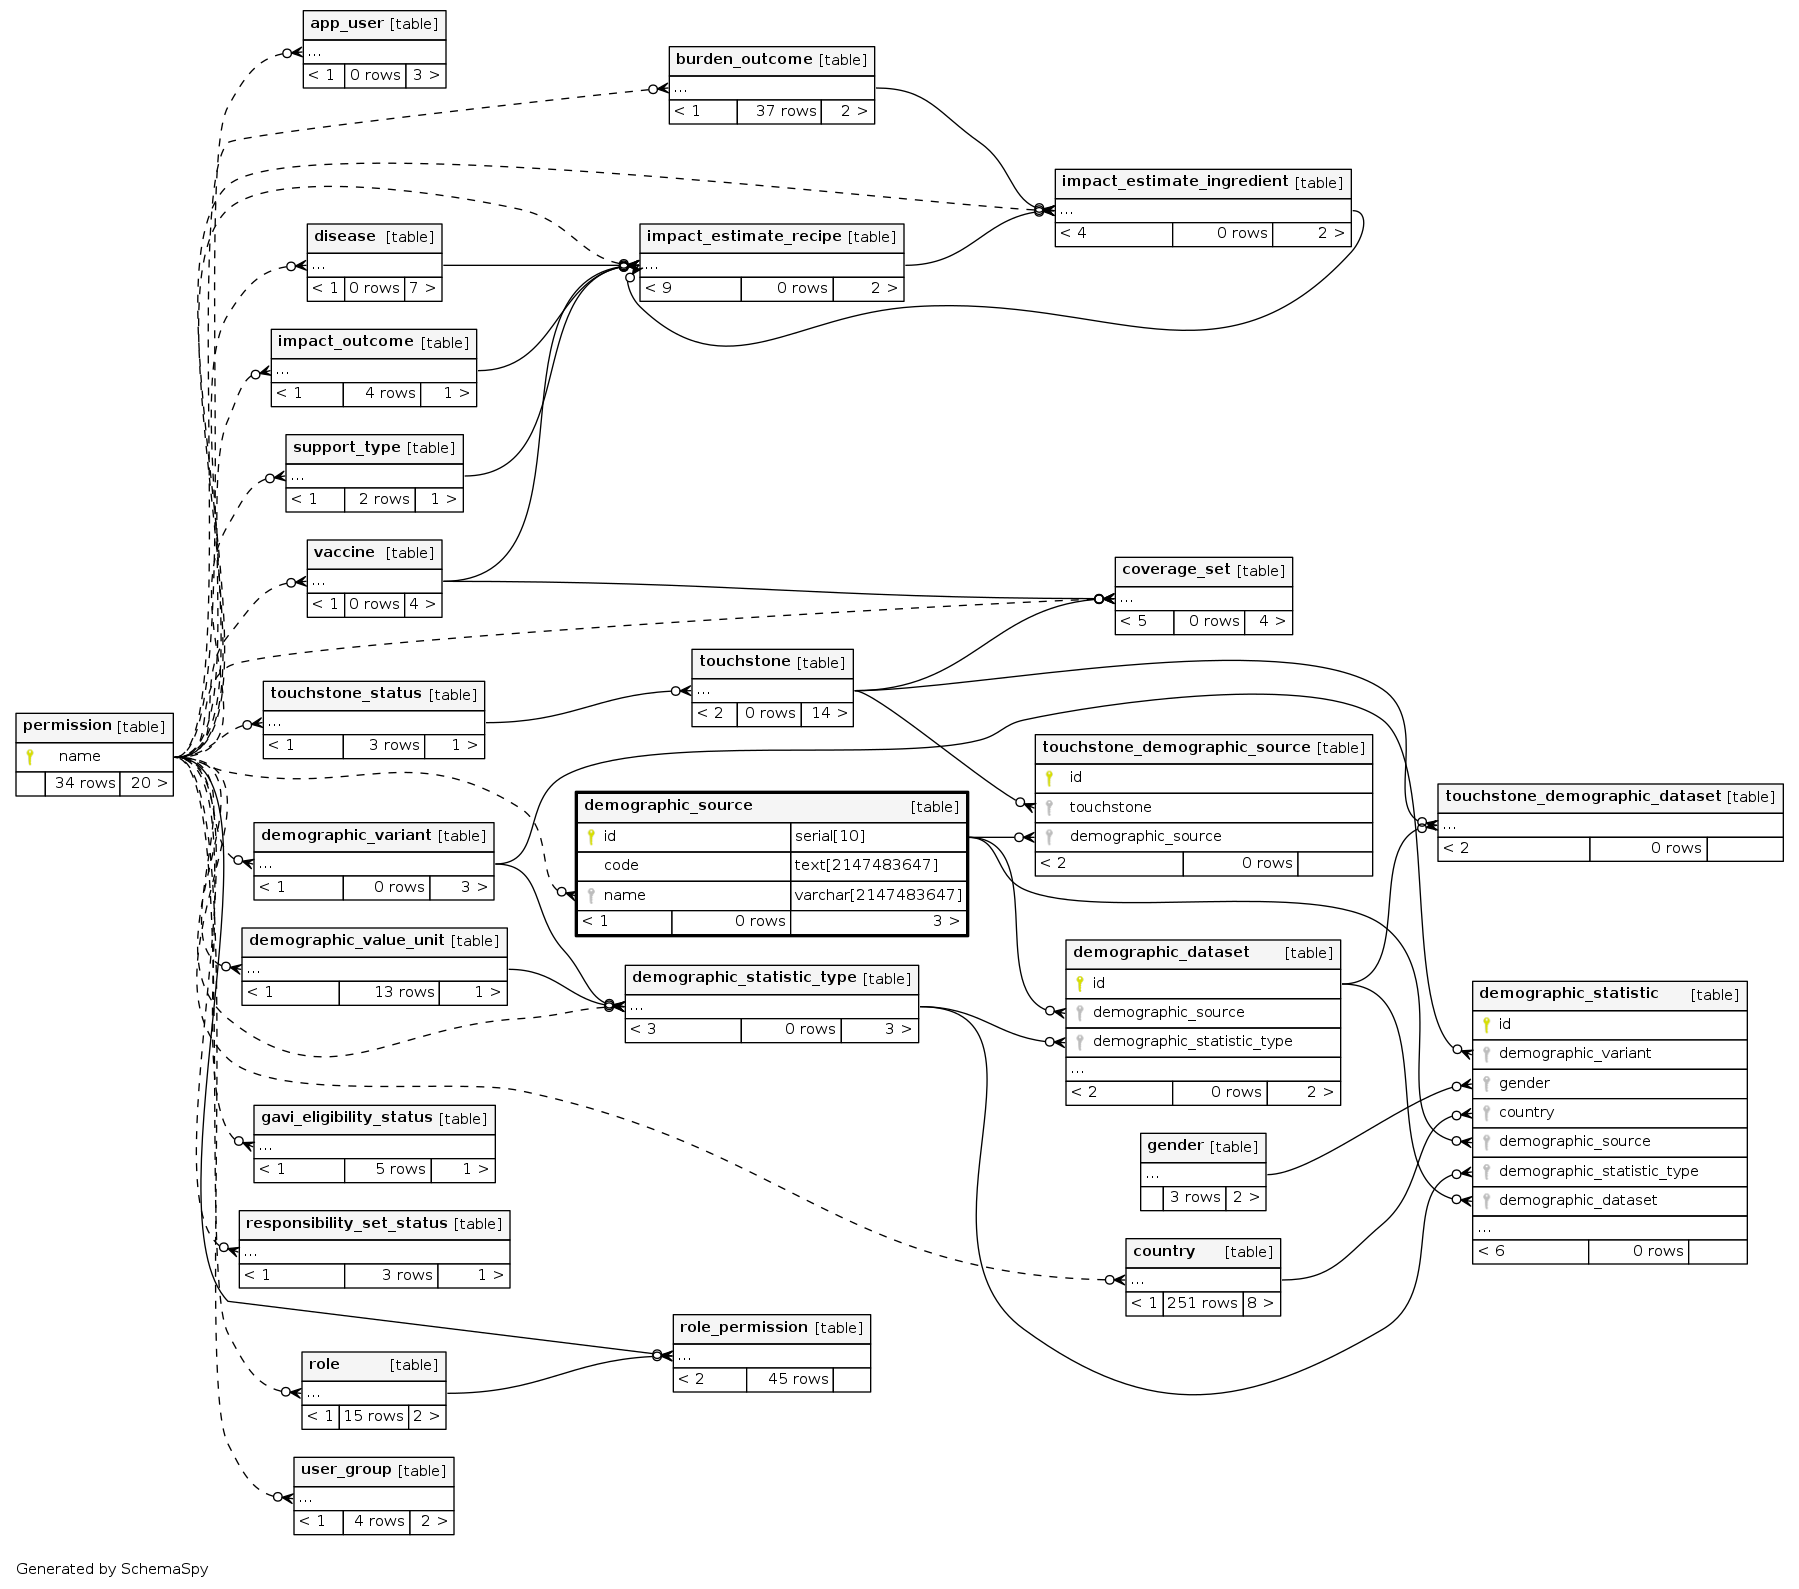 app_user [table]
...
< 1 0 rows 3 >
burden_outcome [table]
...
< 1 37 rows 2 >
impact_estimate_ingredient [table]
...
< 4 0 rows 2 >
disease [table]
...
< 1 0 rows 7 >
impact_estimate_recipe [table]
...
< 9 0 rows 2 >
impact_outcome [table]
...
< 1 4 rows 1 >
support_type [table]
...
< 1 2 rows 1 >
vaccine [table]
...
< 1 0 rows 4 >
coverage_set [table]
...
< 5 0 rows 4 >
touchstone [table]
...
< 2 0 rows 14 >
touchstone_status [table]
...
< 1 3 rows 1 >
permission [table]
name
34 rows 20 >
touchstone_demographic_source [table]
id
touchstone
demographic_source
< 2 0 rows
touchstone_demographic_dataset [table]
...
< 2 0 rows
demographic_source [table]
id serial[10]
code text[2147483647]
name varchar[2147483647]
< 1 0 rows 3 >
demographic_variant [table]
...
< 1 0 rows 3 >
demographic_value_unit [table]
...
< 1 13 rows 1 >
demographic_statistic_type [table]
...
< 3 0 rows 3 >
demographic_dataset [table]
id
demographic_source
demographic_statistic_type
...
< 2 0 rows 2 >
demographic_statistic [table]
id
demographic_variant
gender
country
demographic_source
demographic_statistic_type
demographic_dataset
...
< 6 0 rows
gavi_eligibility_status [table]
...
< 1 5 rows 1 >
gender [table]
...
3 rows 2 >
responsibility_set_status [table]
...
< 1 3 rows 1 >
country [table]
...
< 1 251 rows 8 >
role_permission [table]
...
< 2 45 rows
role [table]
...
< 1 15 rows 2 >
user_group [table]
...
< 1 4 rows 2 >
Generated by SchemaSpy